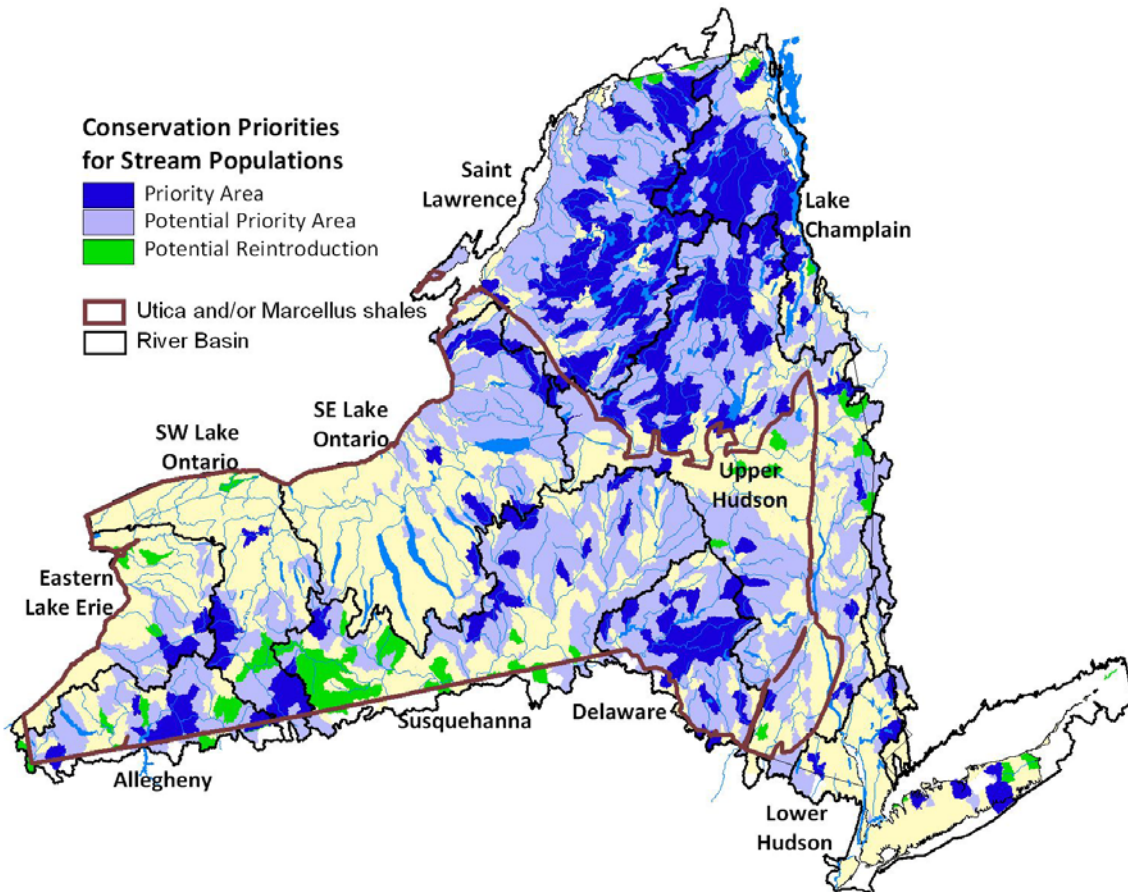 Conservation Priorities
for Stream Populations
Priority Area
Potential Priority Area
Potential Reintroduction
Utica and/or Marcellus shales
River Basin
Saint
Lawrence
Lake
Champlain
SE Lake
Ontario
SW Lake
Ontario
Upper
Hudson
Eastern
Lake Erie
Susquehanna
Delaware
Allegheny
Lower
Hudson